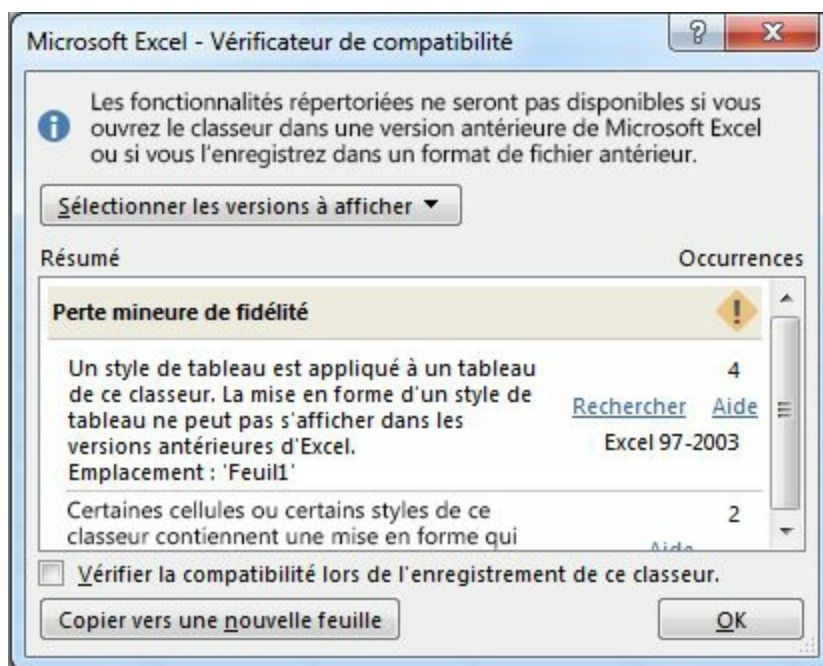 Microsoft Excel - Vérificateur de compatibilité
Les fonctionnalités répertoriées ne seront pas disponibles si vous
ouvrez le classeur dans une version antérieure de Microsoft Excel
ou si vous l'enregistrez dans un format de fichier antérieur.
Sélectionner les versions à afficher
Résumé Occurrences
Perte mineure de fidélité
Un style de tableau est appliqué à un tableau 4
de ce classeur. La mise en forme d'un style de
tableau ne peut pas s'afficher dans les Rechercher Aide
versions antérieures d'Excel. Excel 97-2003
Emplacement : 'Feuil1'
Certaines cellules ou certains styles de ce 2
classeur contiennent une mise en forme qui Aide
Vérifier la compatibilité lors de l'enregistrement de ce classeur.
Copier vers une nouvelle feuille OK